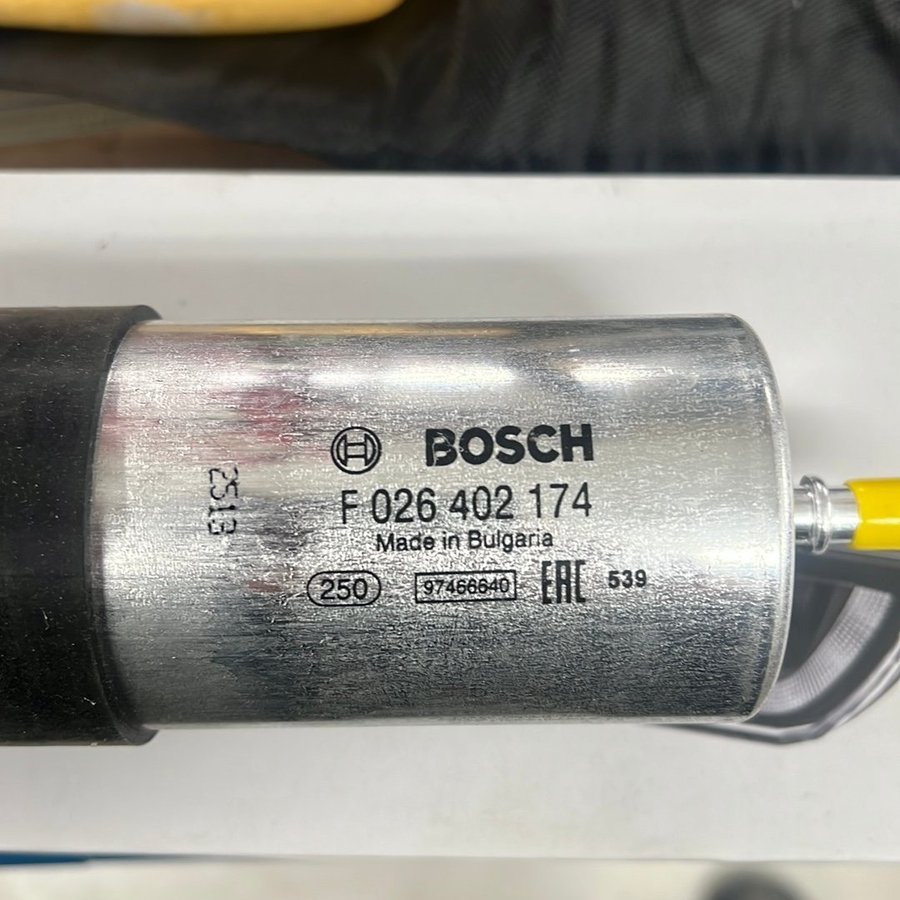 BOSCH
F 026 402 174
Made in Bulgaria
250 97466640 EAC 539
2513